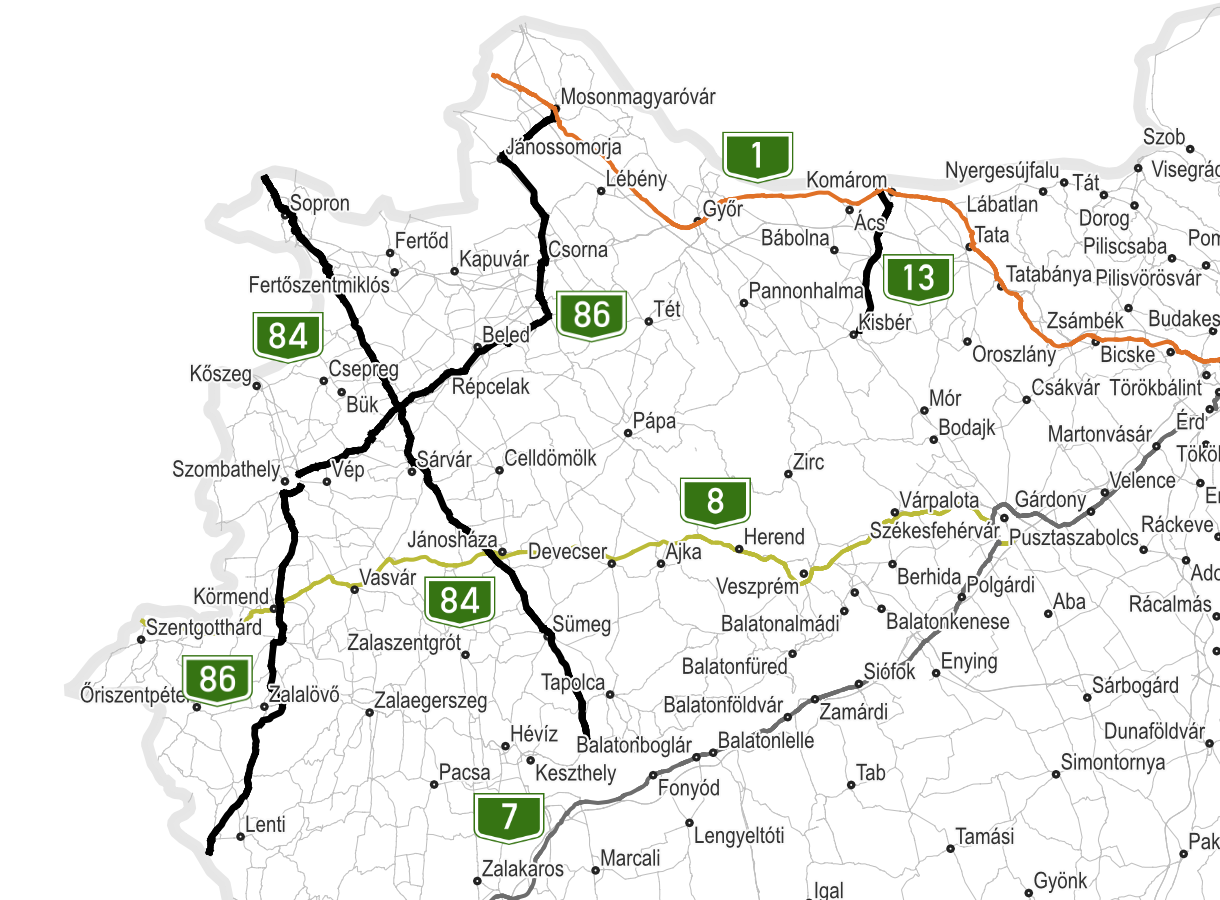 Mosonmagyaróvár
Szob
Jánossomorja
1
Visegrád
Lébény
Komárom
Nyergesújfalu
Tát
Sopron
Győr
Ács
Lábatlan
Dorog
Fertőd
Csorna
Bábolna
Tata
Piliscsaba
Pom
Kapuvár
13
Tatabánya
Pilisvörösvár
Fertőszentmiklós
Pannonhalma
86
Tét
Kisbér
Zsámbék
Budakes
84
Beled
Oroszlány
Bicske
Kőszeg
Csepreg
Répcelak
Csákvár
Törökbálint
Bük
Mór
Pápa
Bodajk
Martonvásár
Érd
Szombathely
Vép
Sárvár
Celldömölk
Zirc
Tököl
Velence
8
Várpalota
Gárdony
Er
Jánosháza
Devecser
Ajka
Herend
Székesfehérvár
Pusztaszabolcs
Ráckeve
Vasvár
Veszprém
Berhida
Polgárdi
Adc
Körmend
84
Balatonalmádi
Balatonkenese
Aba
Rácalmás
Szentgotthárd
Sümeg
Zalaszentgrót
Balatonfüred
Siófok
Enying
86
Őriszentpéte
Zalalövő
Zalaegerszeg
Tapolca
Balatonföldvár
Zamárdi
Sárbogárd
Hévíz
Balatonboglár
Balatonlelle
Dunaföldvár
Pacsa
Keszthely
Fonyód
Tab
Simontornya
7
Lenti
Lengyeltóti
Tamási
Pak
Zalakaros
Marcali
Igal
Gyönk